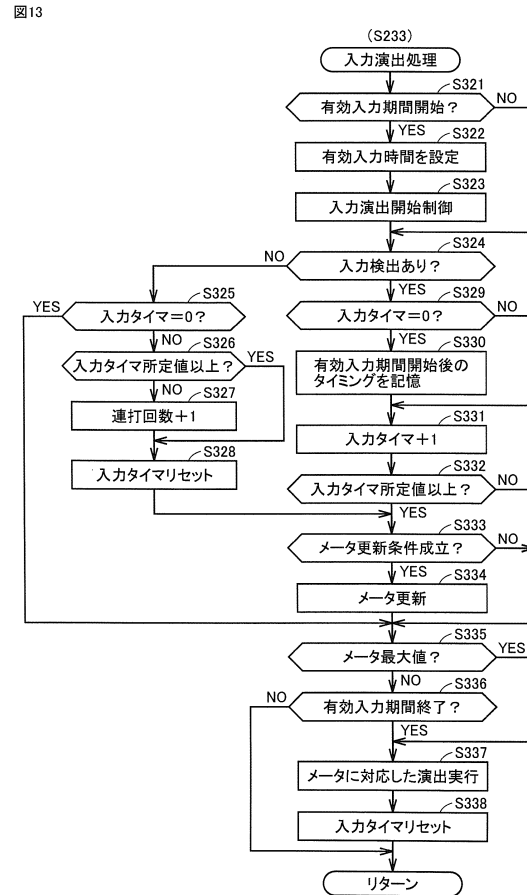 図13
(S233)
入力演出処理
S321
有効入力期間開始？
NO
YES
S322
有効入力時間を設定
S323
入力演出開始制御
S324
入力検出あり？
NO
S325
入力タイマ＝0？
YES
NO
S326
入力タイマ所定値以上？
YES
NO
S327
連打回数＋1
S328
入力タイマリセット
S329
入力タイマ＝0？
NO
YES
S330
有効入力期間開始後の
タイミングを記憶
S331
入力タイマ＋1
S332
入力タイマ所定値以上？
NO
YES
S333
メータ更新条件成立？
NO
YES
S334
メータ更新
S335
メータ最大値？
YES
NO
S336
有効入力期間終了？
NO
YES
S337
メータに対応した演出実行
S338
入力タイマリセット
リターン